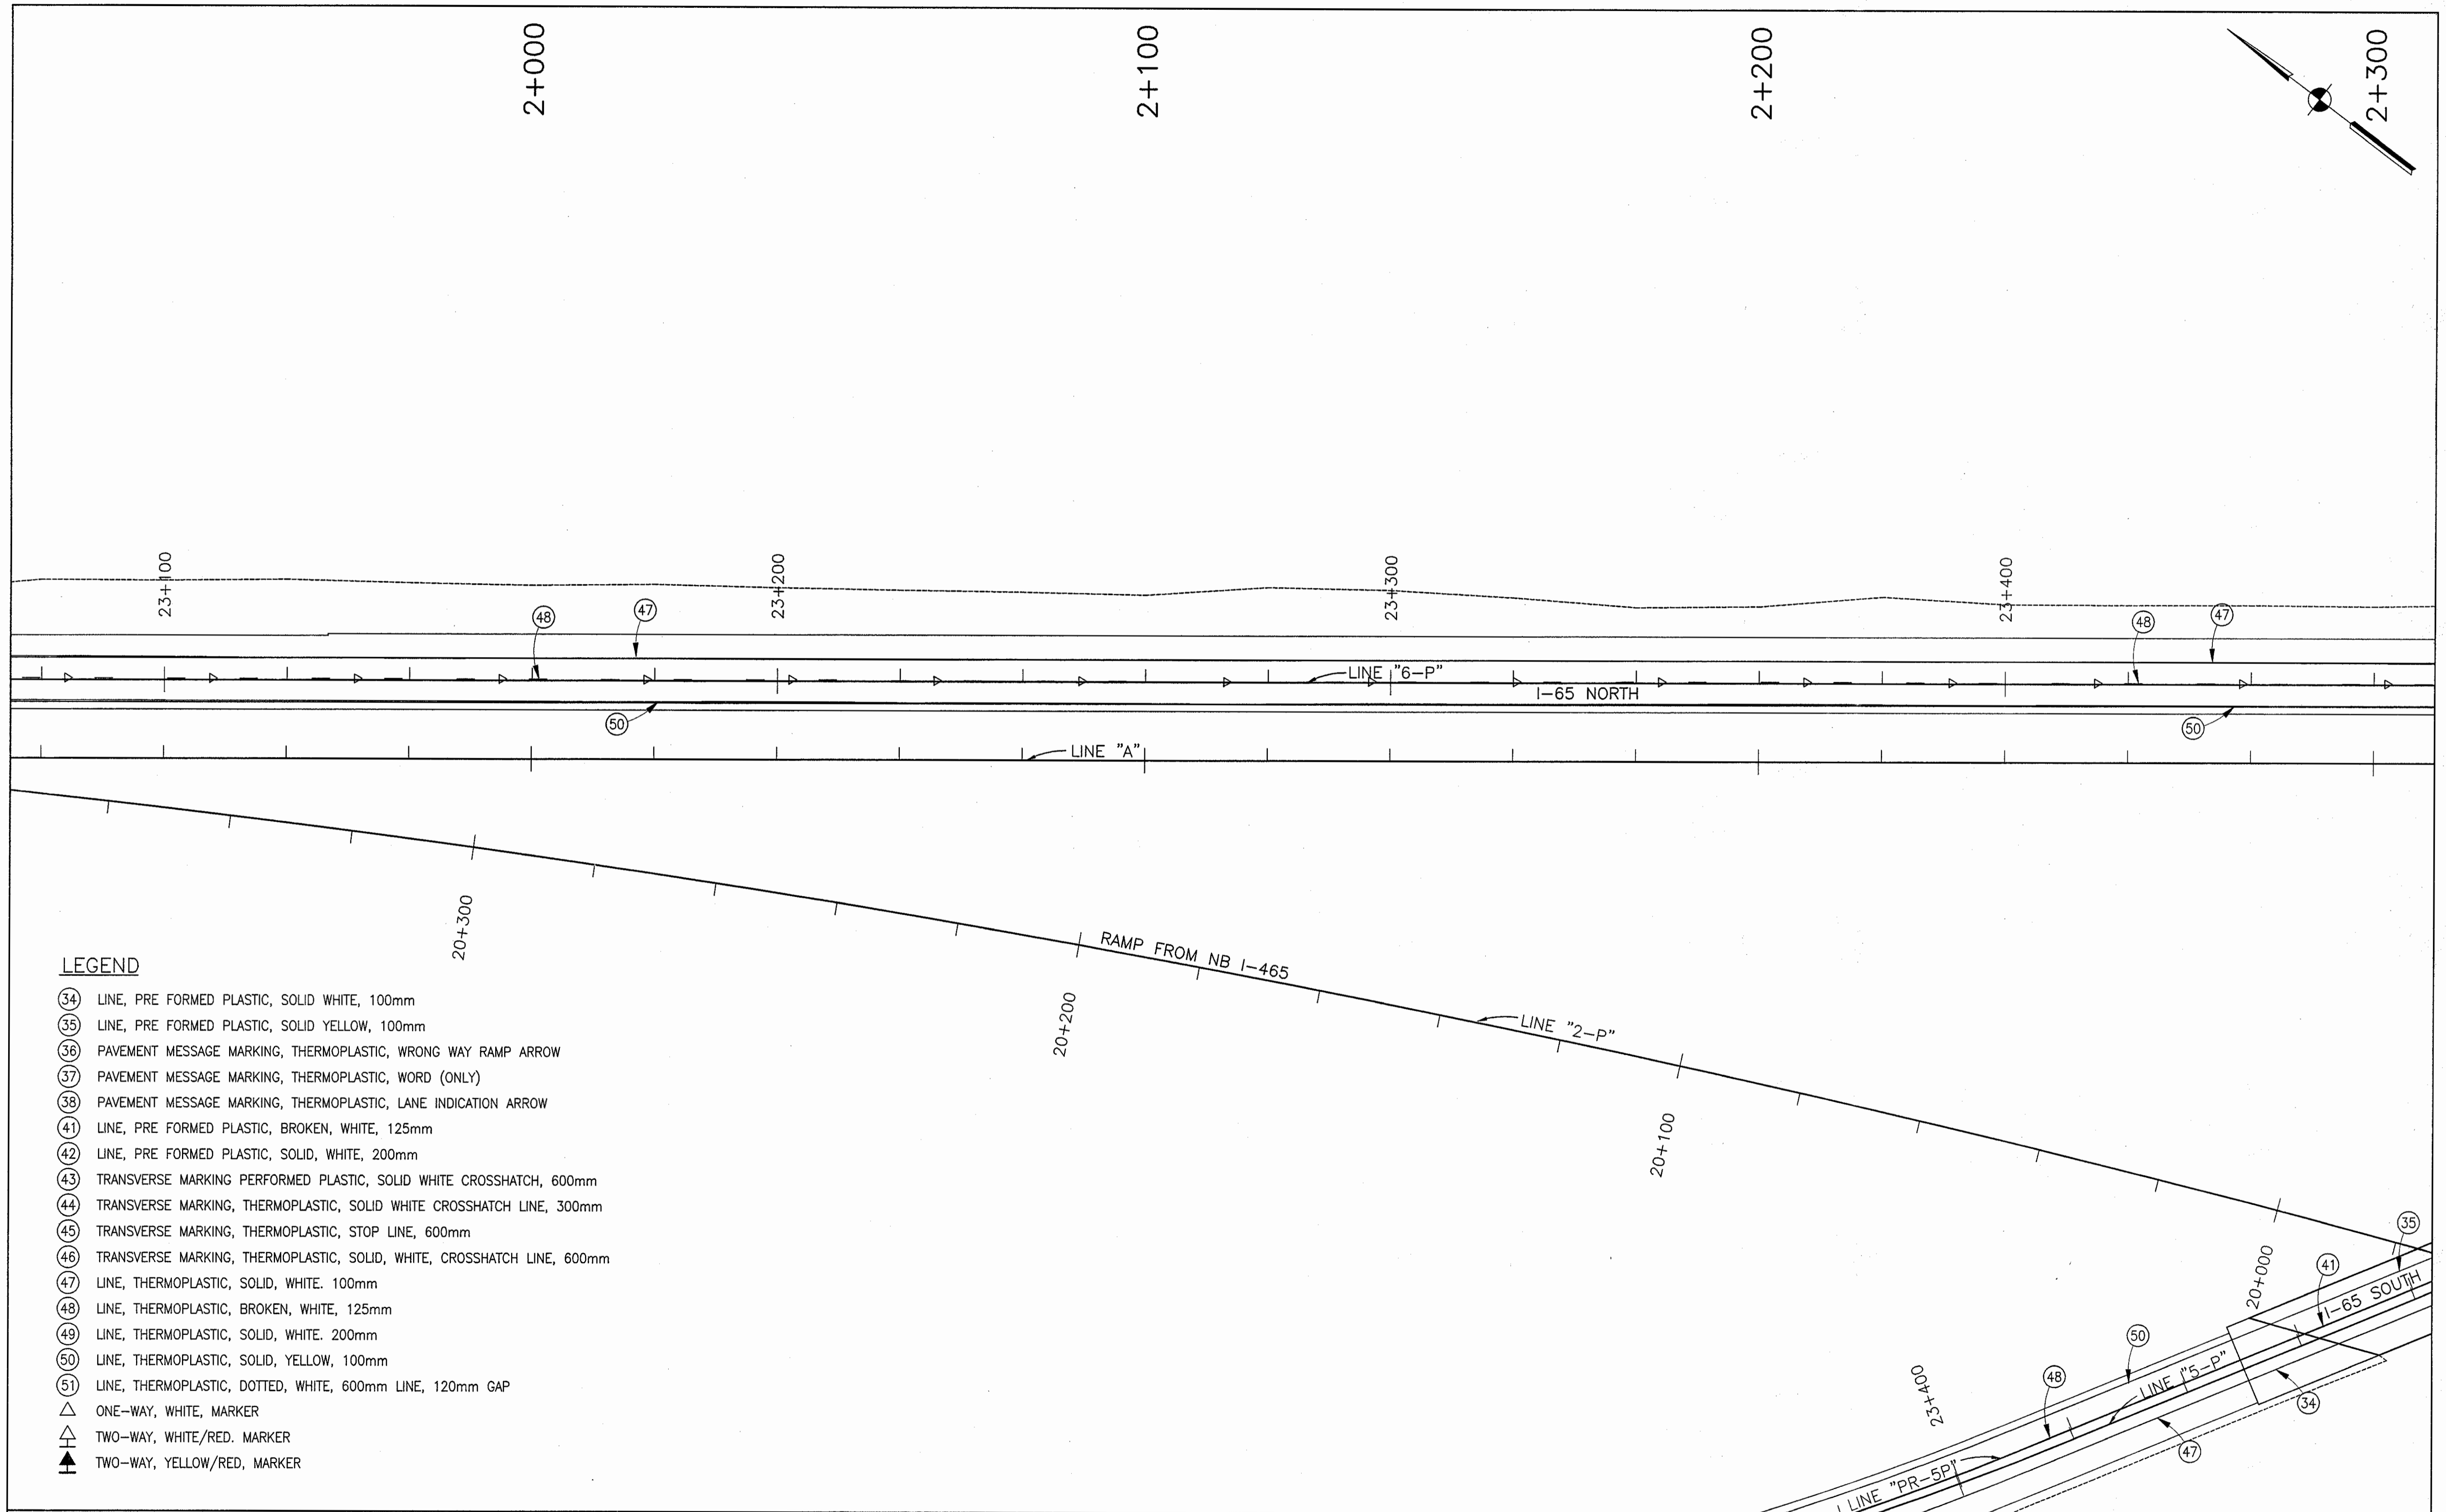 2+000
2+100
2+200
2+300
23+100
23+200
23+300
23+400
48
47
48
47
LINE "6-P"
I-65 NORTH
50
50
LINE "A"
20+300
RAMP FROM NB I-465
20+200
LINE "2-P"
20+100
20+000
35
41
I-65 SOUTH
50
LINE "5-P"
48
34
23+400
47
LINE "PR-5P"
LEGEND
34 LINE, PRE FORMED PLASTIC, SOLID WHITE, 100mm
35 LINE, PRE FORMED PLASTIC, SOLID YELLOW, 100mm
36 PAVEMENT MESSAGE MARKING, THERMOPLASTIC, WRONG WAY RAMP ARROW
37 PAVEMENT MESSAGE MARKING, THERMOPLASTIC, WORD (ONLY)
38 PAVEMENT MESSAGE MARKING, THERMOPLASTIC, LANE INDICATION ARROW
41 LINE, PRE FORMED PLASTIC, BROKEN, WHITE, 125mm
42 LINE, PRE FORMED PLASTIC, SOLID, WHITE, 200mm
43 TRANSVERSE MARKING PERFORMED PLASTIC, SOLID WHITE CROSSHATCH, 600mm
44 TRANSVERSE MARKING, THERMOPLASTIC, SOLID WHITE CROSSHATCH LINE, 300mm
45 TRANSVERSE MARKING, THERMOPLASTIC, STOP LINE, 600mm
46 TRANSVERSE MARKING, THERMOPLASTIC, SOLID, WHITE, CROSSHATCH LINE, 600mm
47 LINE, THERMOPLASTIC, SOLID, WHITE. 100mm
48 LINE, THERMOPLASTIC, BROKEN, WHITE, 125mm
49 LINE, THERMOPLASTIC, SOLID, WHITE. 200mm
50 LINE, THERMOPLASTIC, SOLID, YELLOW, 100mm
51 LINE, THERMOPLASTIC, DOTTED, WHITE, 600mm LINE, 120mm GAP
ONE-WAY, WHITE, MARKER
TWO-WAY, WHITE/RED. MARKER
TWO-WAY, YELLOW/RED, MARKER